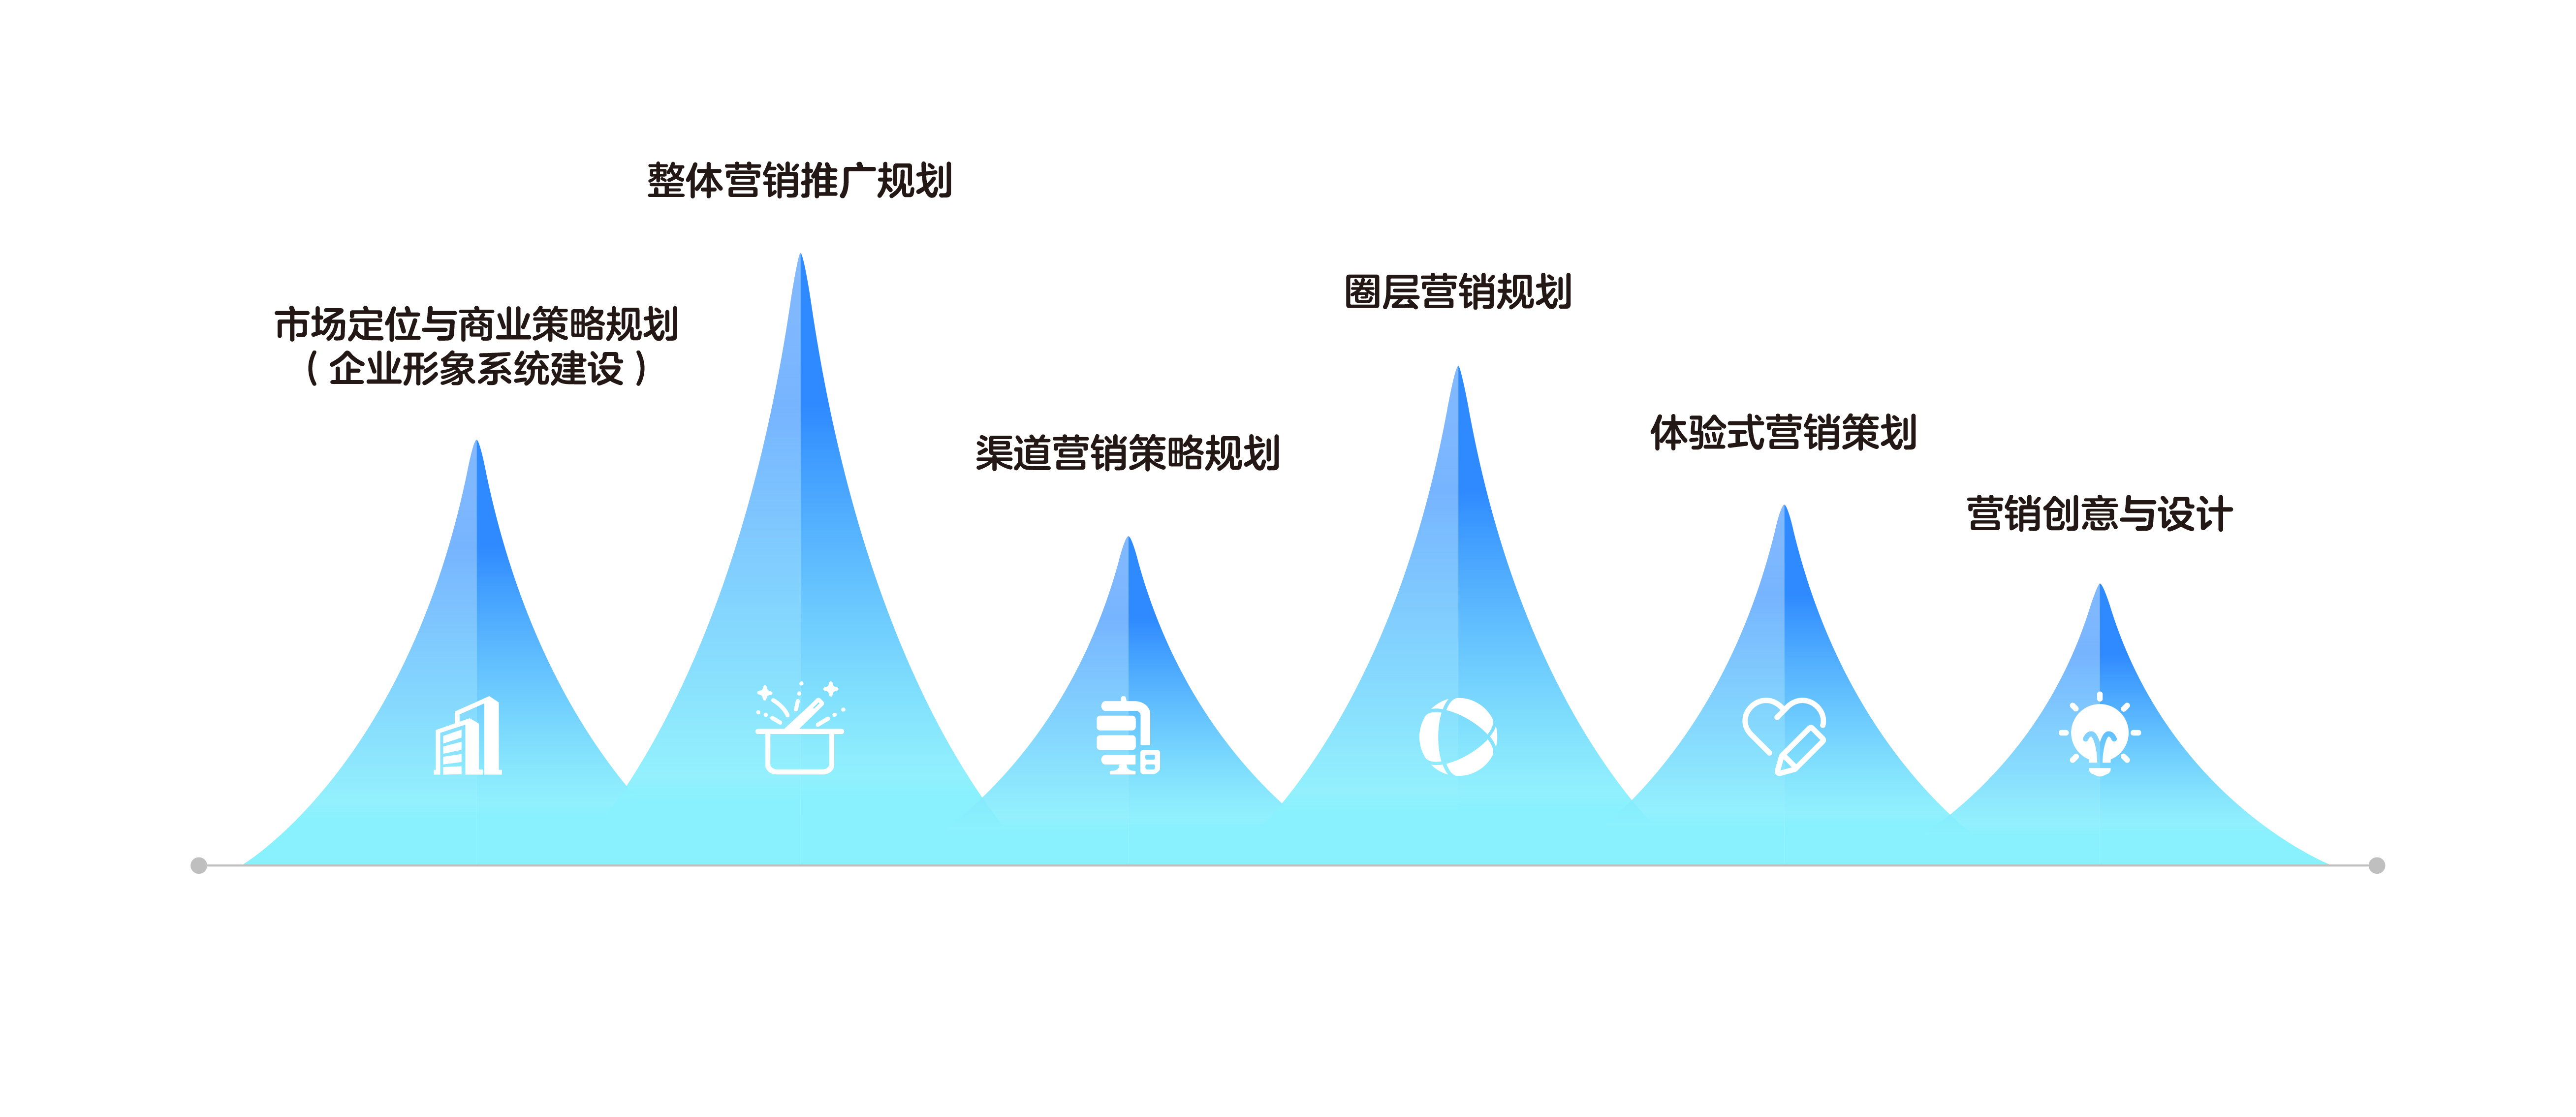 市场定位与商业策略规划
（企业形象系统建设）
整体营销推广规划
渠道营销策略规划
圈层营销规划
体验式营销策划
营销创意与设计